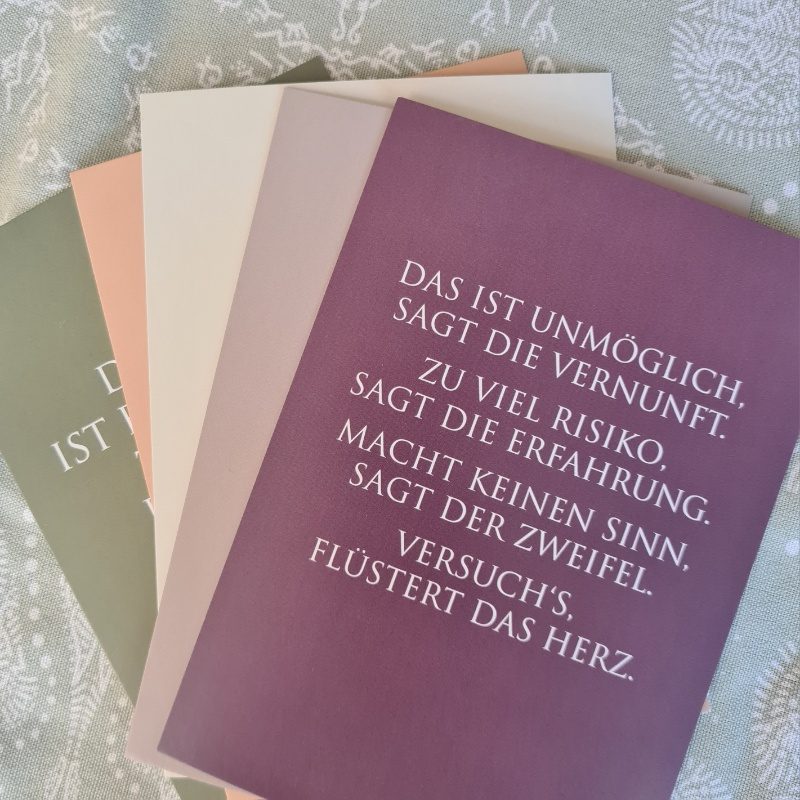 DAS IST UNMÖGLICH,
SAGT DIE VERNUNFT.
ZU VIEL RISIKO,
SAGT DIE ERFAHRUNG.
MACHT KEINEN SINN,
SAGT DER ZWEIFEL.
VERSUCH‘S,
FLÜSTERT DAS HERZ.
IST